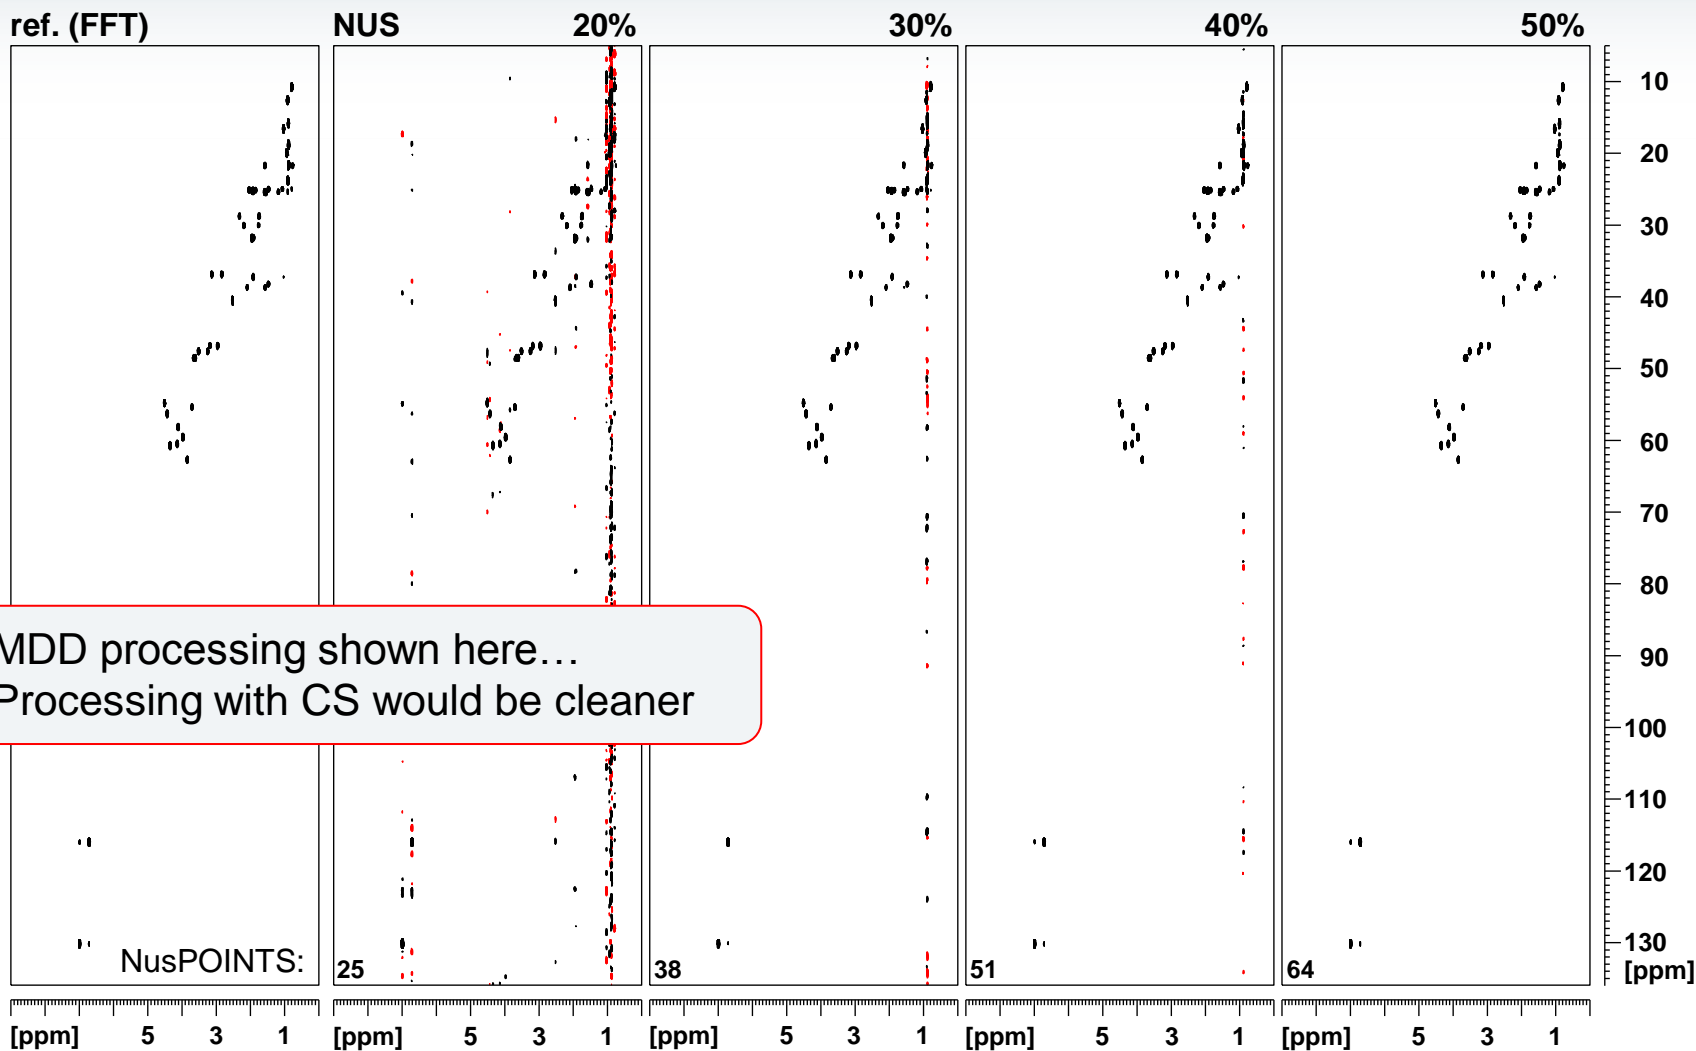 ref. (FFT) NUS 20% 30% 40% 50%
10
20
30
40
50
60
70
80
MDD processing shown here…
Processing with CS would be cleaner
90
100
110
120
130
NusPOINTS: 25 38 51 64 [ppm]
[ppm] 5 3 1 [ppm] 5 3 1 [ppm] 5 3 1 [ppm] 5 3 1 [ppm] 5 3 1